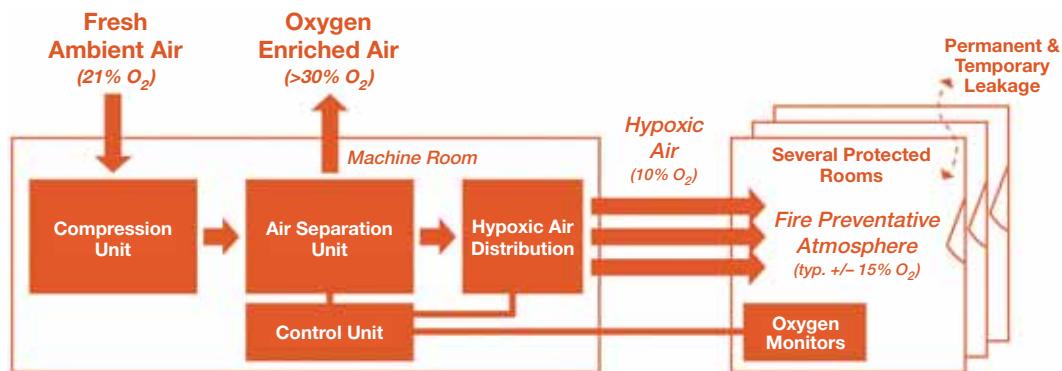 Fresh
Ambient Air
(21% O₂)
Oxygen
Enriched Air
(>30% O₂)
Permanent &
Temporary
Leakage
Machine Room
Hypoxic
Air
(10% O₂)
Several Protected
Rooms
Compression
Unit
Air Separation
Unit
Hypoxic Air
Distribution
Fire Preventative
Atmosphere
(typ. +/– 15% O₂)
Control Unit
Oxygen
Monitors